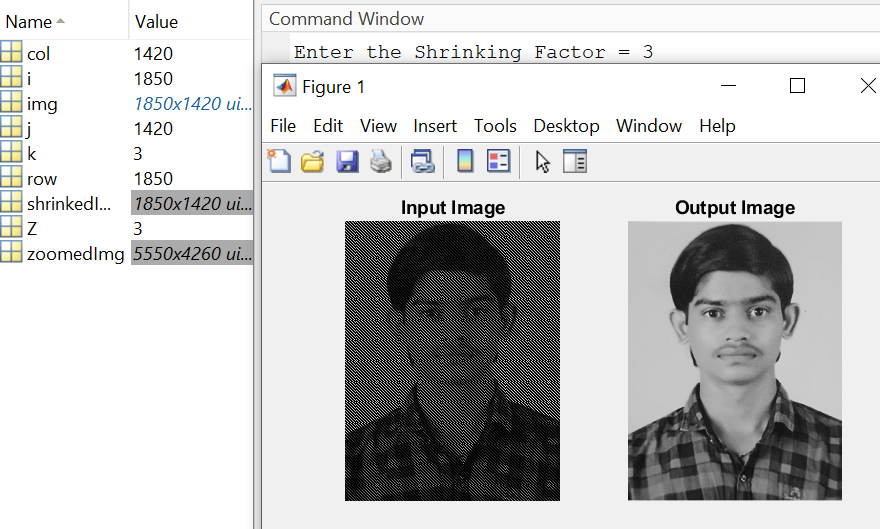 Name Value
col 1420
i 1850
img 1850x1420 ui...
j 1420
k 3
row 1850
shrinkedI... 1850x1420 ui...
Z 3
zoomedImg 5550x4260 ui...
Command Window
Enter the Shrinking Factor = 3
Figure 1
File Edit View Insert Tools Desktop Window Help
Input Image Output Image